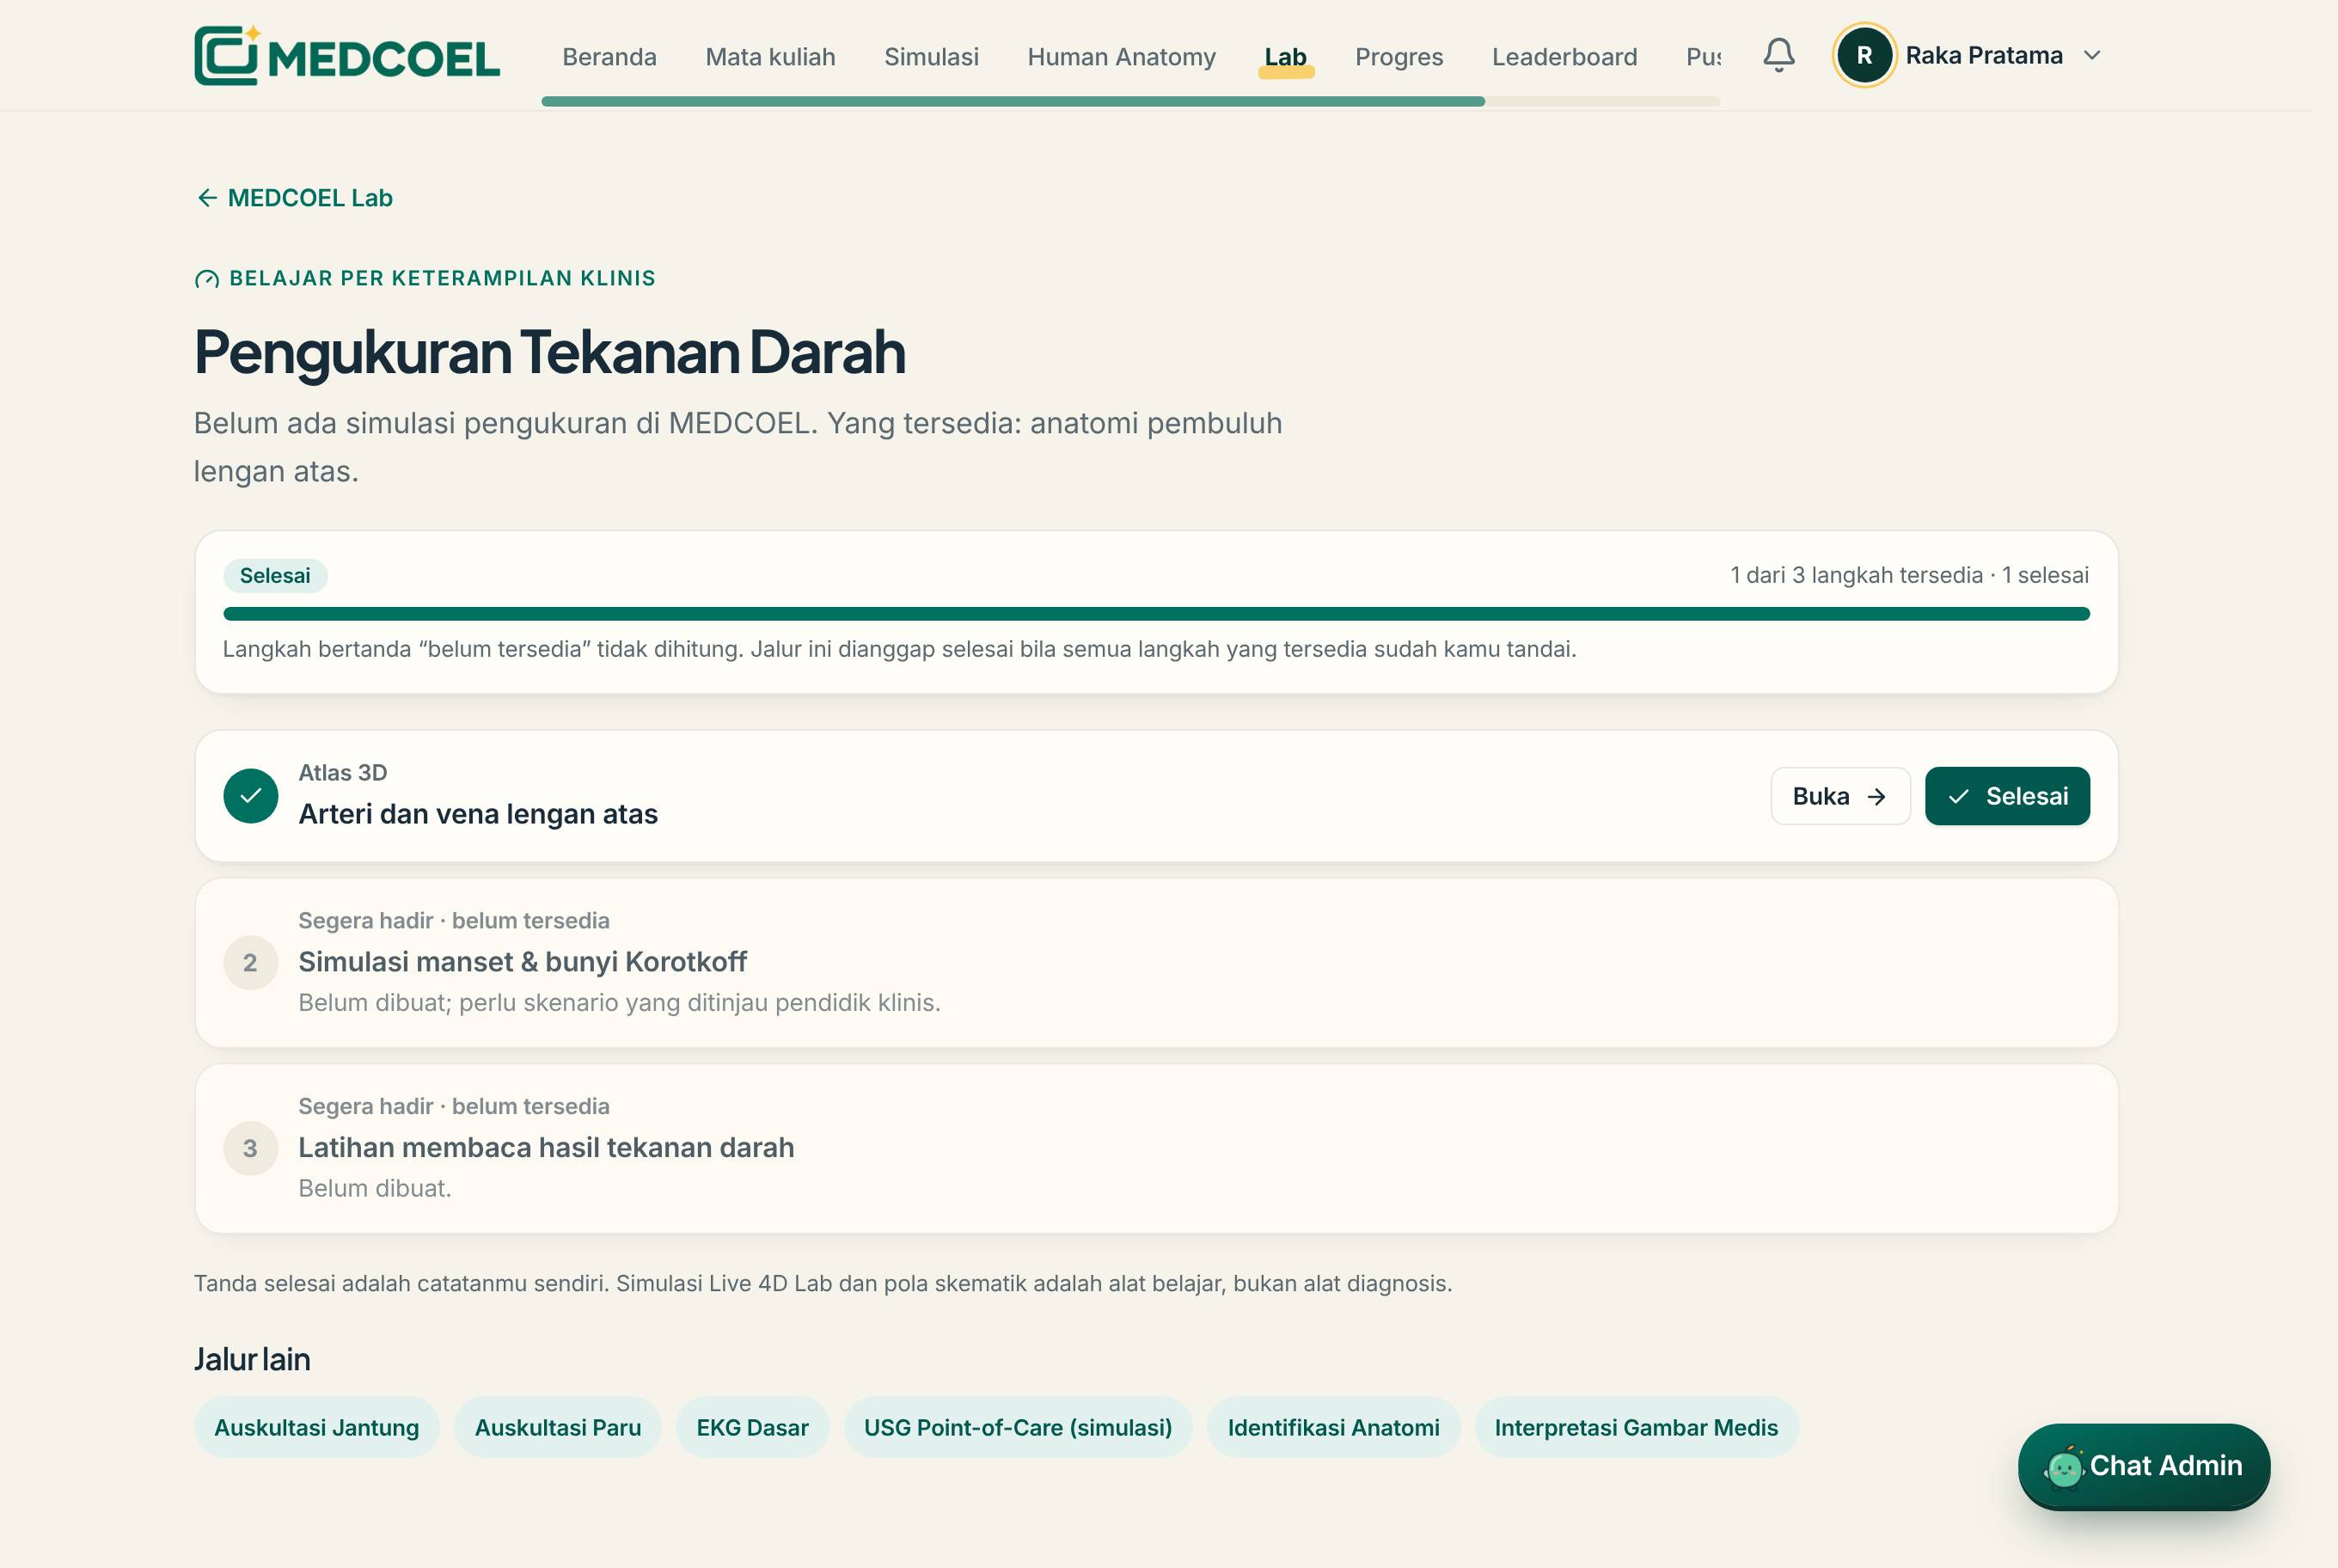 MEDCOEL
Beranda
Mata kuliah
Simulasi
Human Anatomy
Lab
Progres
Leaderboard
Pus
R
Raka Pratama
MEDCOEL Lab
BELAJAR PER KETERAMPILAN KLINIS
Pengukuran Tekanan Darah
Belum ada simulasi pengukuran di MEDCOEL. Yang tersedia: anatomi pembuluh
lengan atas.
Selesai
1 dari 3 langkah tersedia · 1 selesai
Langkah bertanda “belum tersedia” tidak dihitung. Jalur ini dianggap selesai bila semua langkah yang tersedia sudah kamu tandai.
Atlas 3D
Arteri dan vena lengan atas
Buka
Selesai
Segera hadir · belum tersedia
2
Simulasi manset & bunyi Korotkoff
Belum dibuat; perlu skenario yang ditinjau pendidik klinis.
Segera hadir · belum tersedia
3
Latihan membaca hasil tekanan darah
Belum dibuat.
Tanda selesai adalah catatanmu sendiri. Simulasi Live 4D Lab dan pola skematik adalah alat belajar, bukan alat diagnosis.
Jalur lain
Auskultasi Jantung
Auskultasi Paru
EKG Dasar
USG Point-of-Care (simulasi)
Identifikasi Anatomi
Interpretasi Gambar Medis
Chat Admin